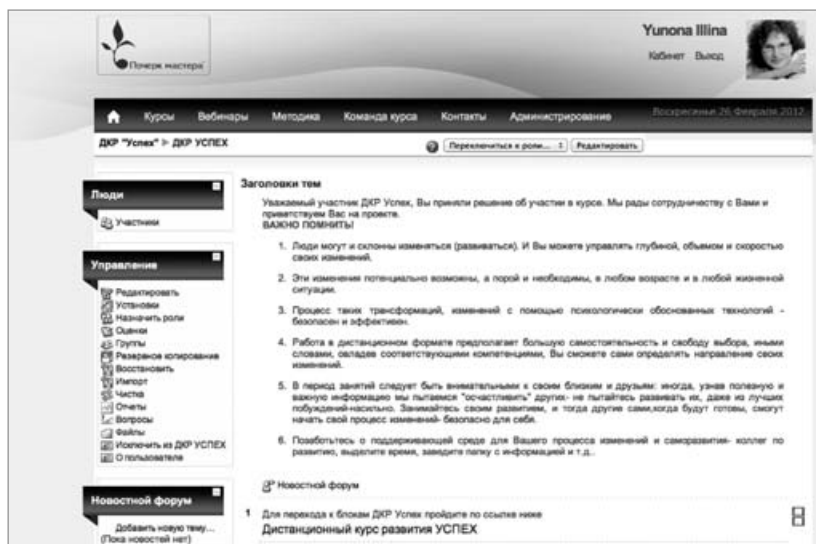 Почерк мастера
Yunona Illina
Кабинет Выход
Курсы Вебинары Методика Команда курса Контакты Администрирование Воскресенье 26 Февраля 2012
ДКР "Успех" ► ДКР УСПЕХ
Переключиться к роли... Редактировать
Люди
Участники
Управление
Редактировать
Установки
Назначить роли
Оценки
Группы
Резервное копирование
Восстановить
Импорт
Чистка
Отчеты
Вопросы
Файлы
Исключить из ДКР УСПЕХ
О пользователе
Новостной форум
Добавить новую тему...
(Пока новостей нет)
Заголовки тем
Уважаемый участник ДКР Успех, Вы приняли решение об участии в курсе. Мы рады сотрудничеству с Вами и
приветствуем Вас на проекте.
ВАЖНО ПОМНИТЬ!
1. Люди могут и склонны изменяться (развиваться). И Вы можете управлять глубиной, объемом и скоростью
своих изменений.
2. Эти изменения потенциально возможны, а порой и необходимы, в любом возрасте и в любой жизненной
ситуации.
3. Процесс таких трансформаций, изменений с помощью психологически обоснованных технологий -
безопасен и эффективен.
4. Работа в дистанционном формате предполагает большую самостоятельность и свободу выбора, иными
словами, овладев соответствующими компетенциями, Вы сможете сами определять направление своих
изменений.
5. В период занятий следует быть внимательными к своим близким и друзьям: иногда, узнав полезную и
важную информацию мы пытаемся "осчастливить" других- не пытайтесь развивать их, даже из лучших
побуждений-насильно. Занимайтесь своим развитием, и тогда другие сами,когда будут готовы, смогут
начать свой процесс изменений- безопасно для себя.
6. Позаботьтесь о поддерживающей среде для Вашего процесса изменений и саморазвития- коллег по
развитию, выделите время, заведите папку с информацией и т.д..
Новостной форум
1 Для перехода к блокам ДКР Успех пройдите по ссылке ниже
Дистанционный курс развития УСПЕХ